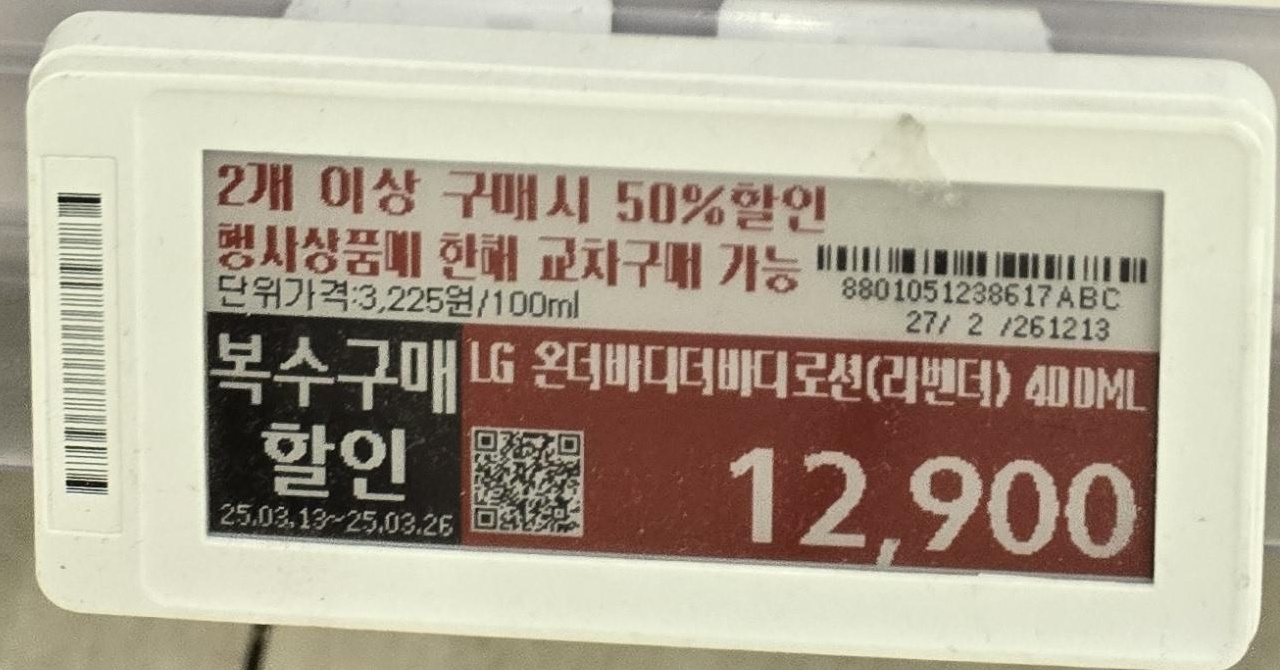 2개 이상 구매시 50%할인
행사상품에 한해 교차구매 가능
단위가격:3,225원/100ml
8801051238617ABC
27/ 2 /261213
복수구매
할인
25.03.13~25.03.26
LG 온더바디더바디로션(라벤더) 400ML
12,900